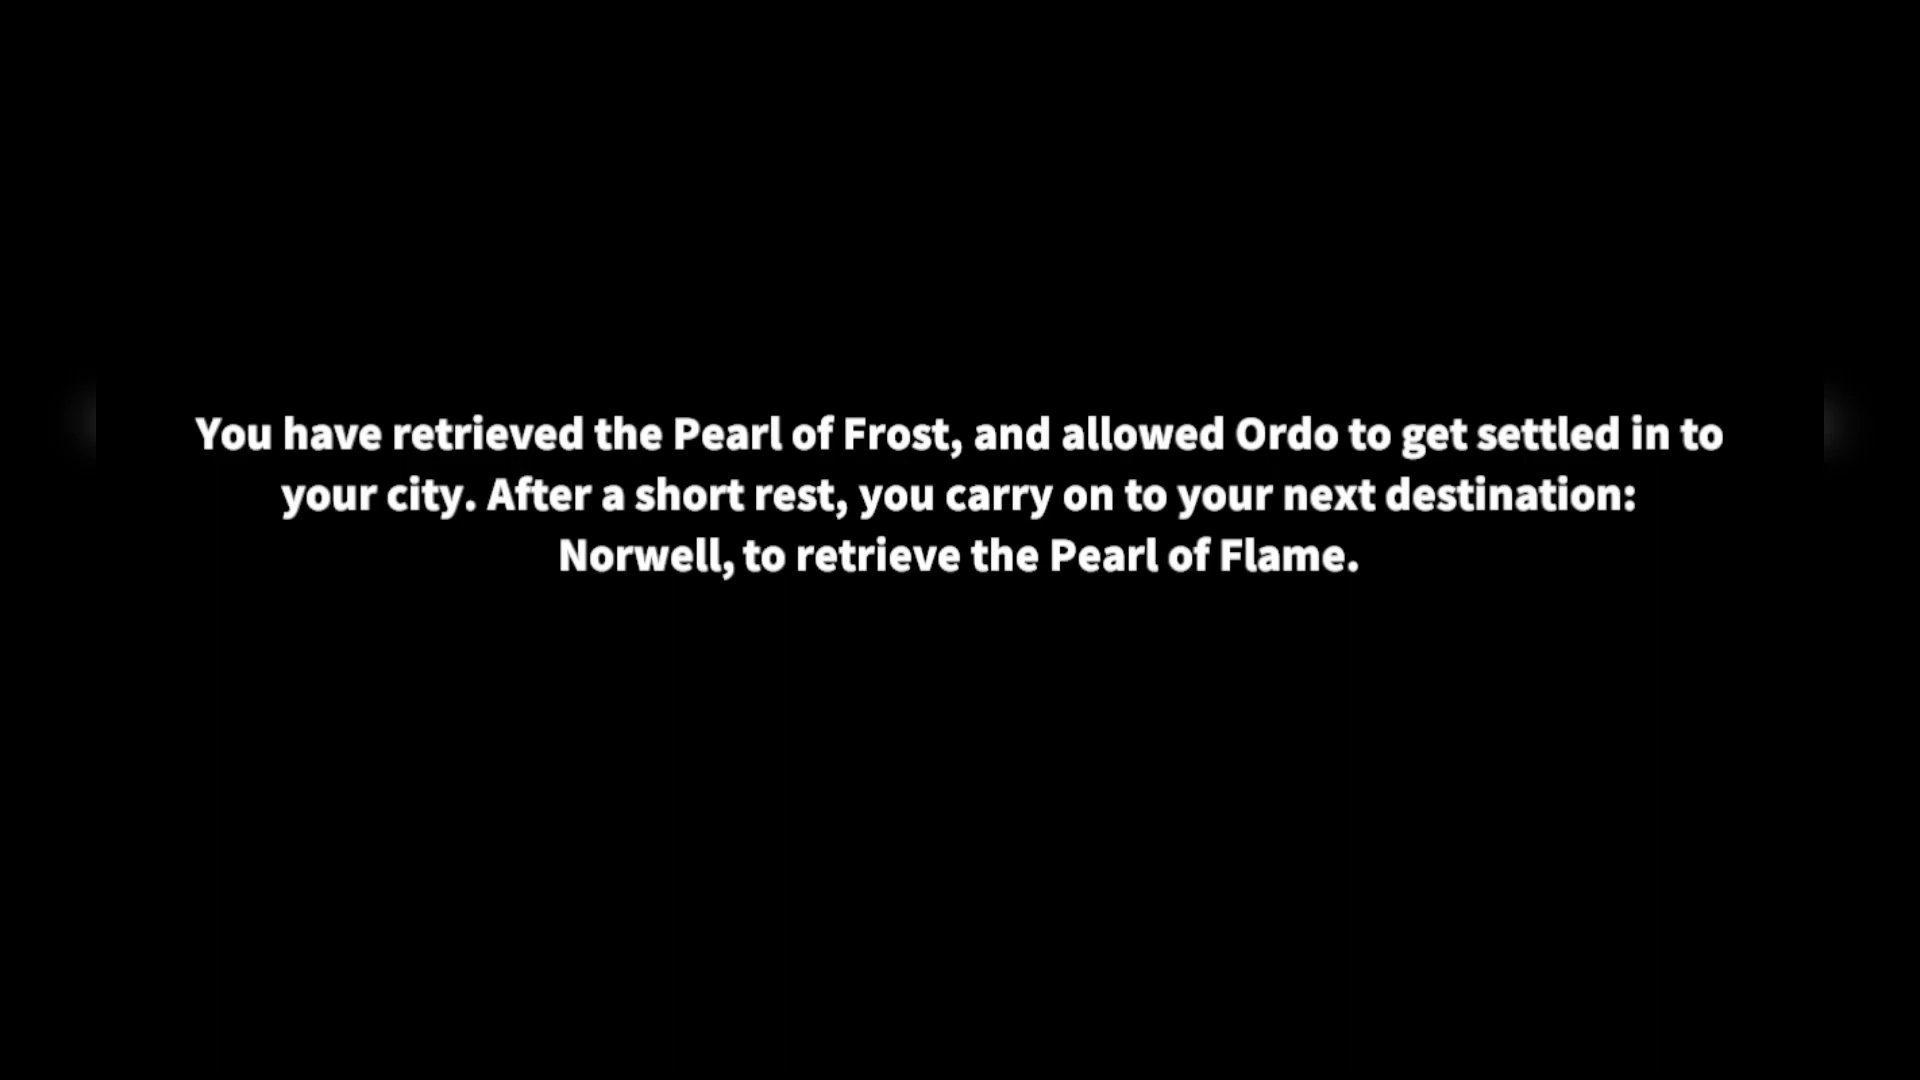 You have retrieved the Pearl of Frost, and allowed Ordo to get settled in to
your city. After a short rest, you carry on to your next destination:
Norwell, to retrieve the Pearl of Flame.